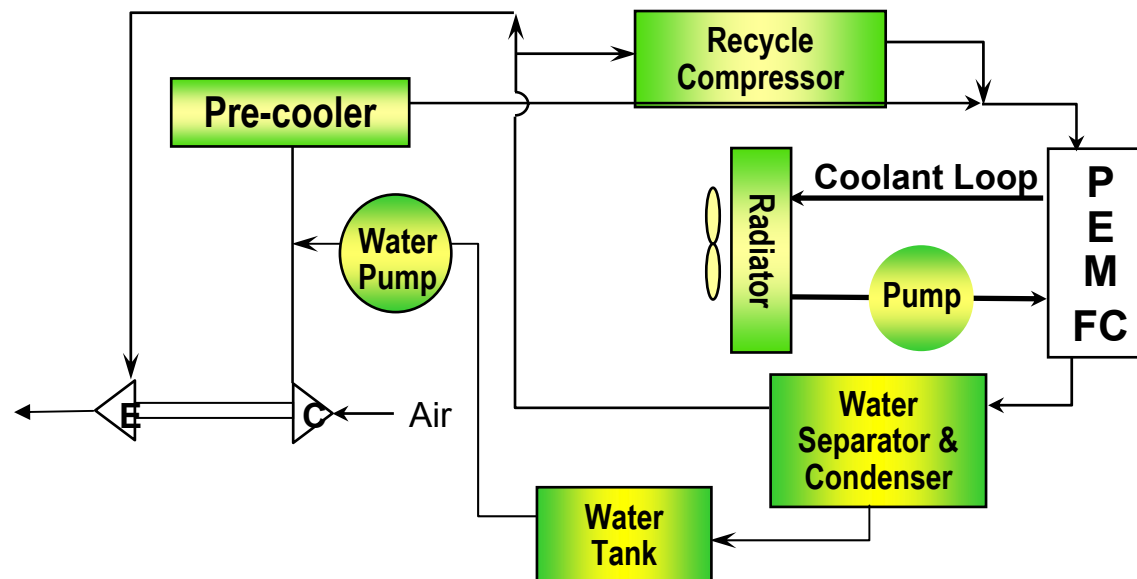 Recycle
Compressor
Pre-cooler
Coolant Loop
P
E
M
FC
Radiator
Water
Pump
Pump
E
C
Air
Water
Separator &
Condenser
Water
Tank